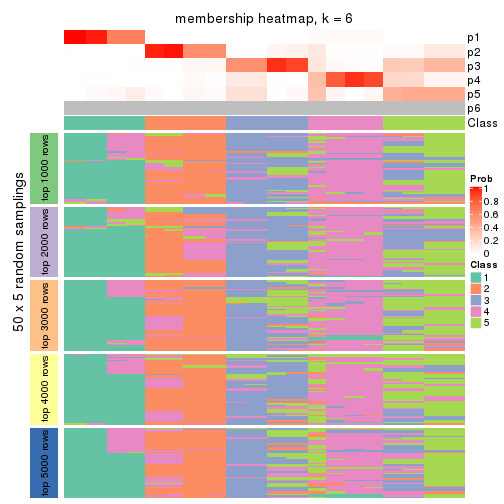 membership heatmap, k = 6
p1
p2
p3
p4
p5
p6
Class
50 x 5 random samplings
top 1000 rows
top 2000 rows
top 3000 rows
top 4000 rows
top 5000 rows
Prob
1
0.8
0.6
0.4
0.2
0
Class
1
2
3
4
5